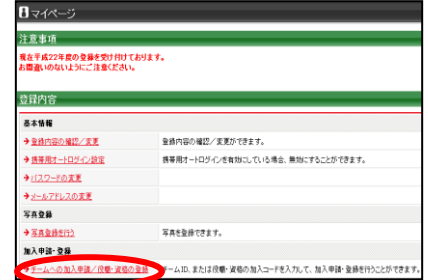 マイページ
注意事項
現在平成22年度の登録を受け付けております。
お間違いのないようにご注意ください。
登録内容
基本情報
→ 登録内容の確認／変更 登録内容の確認／変更ができます。
→ 携帯用オートログイン設定 携帯用オートログインを有効にしている場合、無効にすることができます。
→ パスワードの変更
→ メールアドレスの変更
写真登録
→ 写真登録を行う 写真を登録できます。
加入申請・登録
→ チームへの加入申請／役職・資格の登録 チームID、または役職・資格の加入コードを入力して、加入申請・登録を行うことができます。